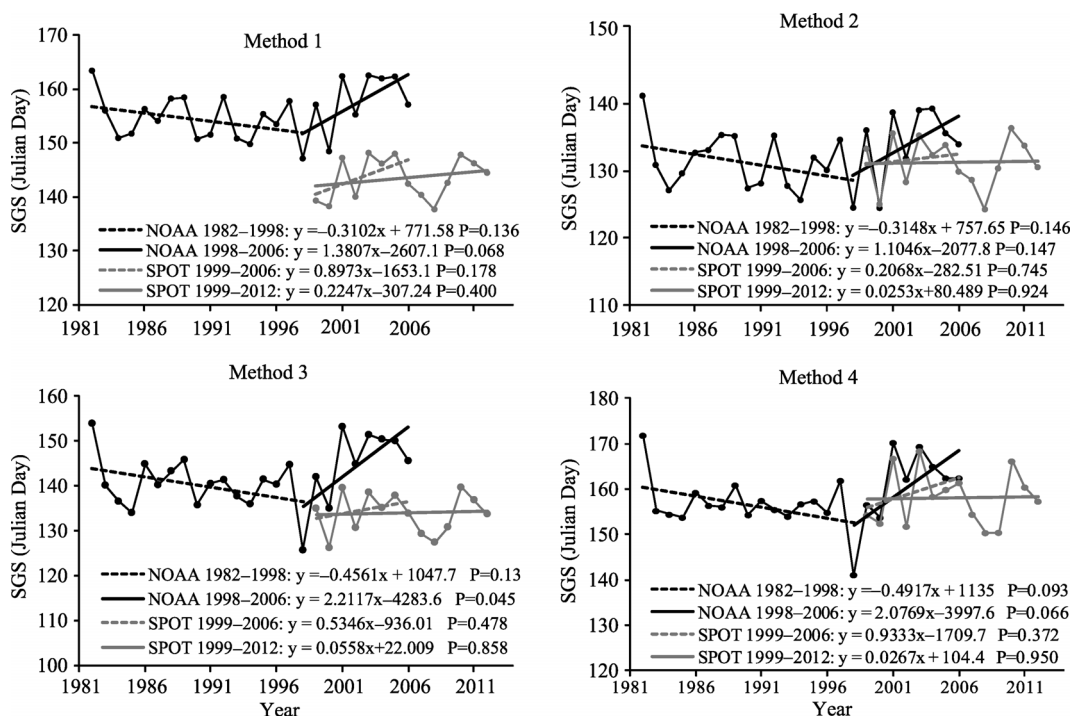 Method 1
SGS (Julian Day)
170
160
150
140
130
120
NOAA 1982–1998: y=–0.3102x + 771.58 P=0.136
NOAA 1998–2006: y = 1.3807x–2607.1 P=0.068
SPOT 1999–2006: y = 0.8973x–1653.1 P=0.178
SPOT 1999–2012: y = 0.2247x–307.24 P=0.400
1981 1986 1991 1996 2001 2006
Method 2
SGS (Julian Day)
150
140
130
120
110
NOAA 1982–1998: y =–0.3148x + 757.65 P=0.146
NOAA 1998–2006: y = 1.1046x–2077.8 P=0.147
SPOT 1999–2006: y = 0.2068x–282.51 P=0.745
SPOT 1999–2012: y = 0.0253x+80.489 P=0.924
1981 1986 1991 1996 2001 2006 2011
Method 3
SGS (Julian Day)
160
150
140
130
120
110
100
NOAA 1982–1998: y =–0.4561x + 1047.7 P=0.13
NOAA 1998–2006: y = 2.2117x–4283.6 P=0.045
SPOT 1999–2006: y = 0.5346x–936.01 P=0.478
SPOT 1999–2012: y = 0.0558x+22.009 P=0.858
1981 1986 1991 1996 2001 2006 2011
Year
Method 4
SGS (Julian Day)
180
170
160
150
140
130
120
NOAA 1982–1998: y =–0.4917x + 1135 P=0.093
NOAA 1998–2006: y = 2.0769x–3997.6 P=0.066
SPOT 1999–2006: y = 0.9333x–1709.7 P=0.372
SPOT 1999–2012: y = 0.0267x + 104.4 P=0.950
1981 1986 1991 1996 2001 2006 2011
Year